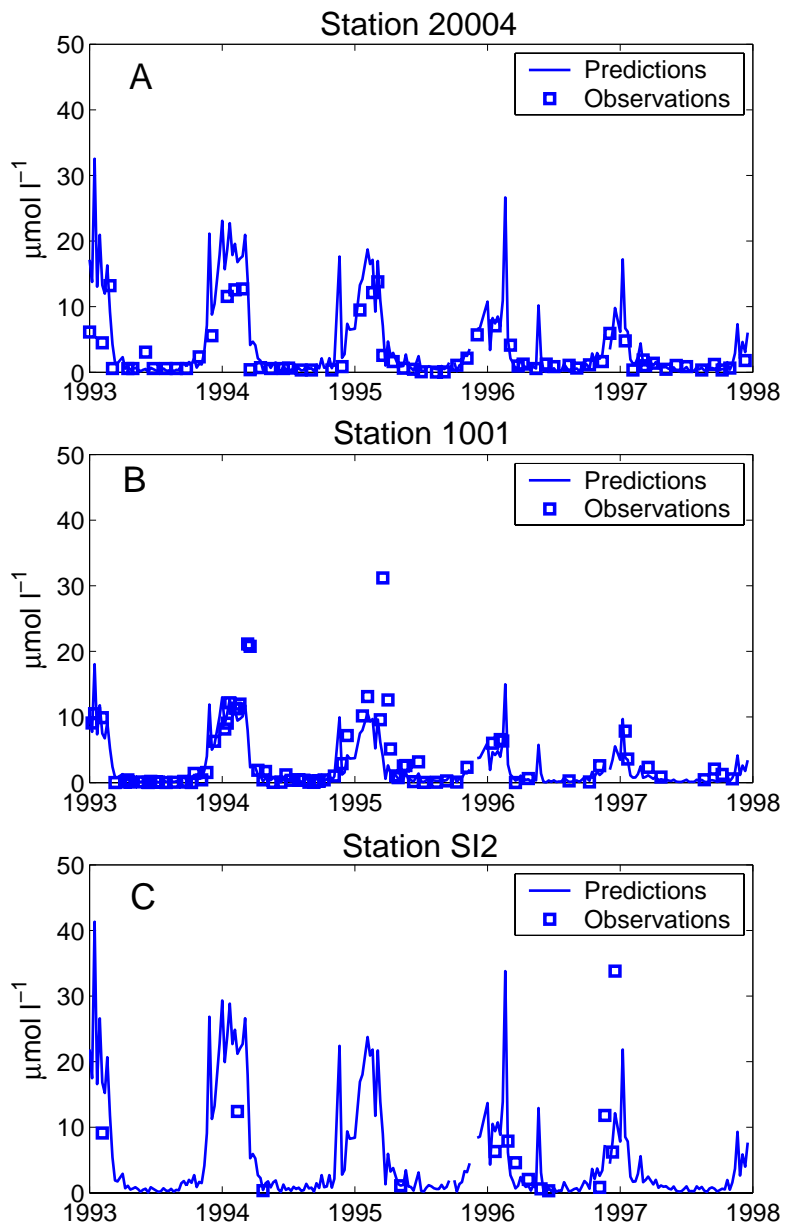 Station 20004
A
Predictions
Observations
μmol l⁻¹
50
40
30
20
10
0
1993 1994 1995 1996 1997 1998
Station 1001
B
Predictions
Observations
μmol l⁻¹
50
40
30
20
10
0
1993 1994 1995 1996 1997 1998
Station SI2
C
Predictions
Observations
μmol l⁻¹
50
40
30
20
10
0
1993 1994 1995 1996 1997 1998